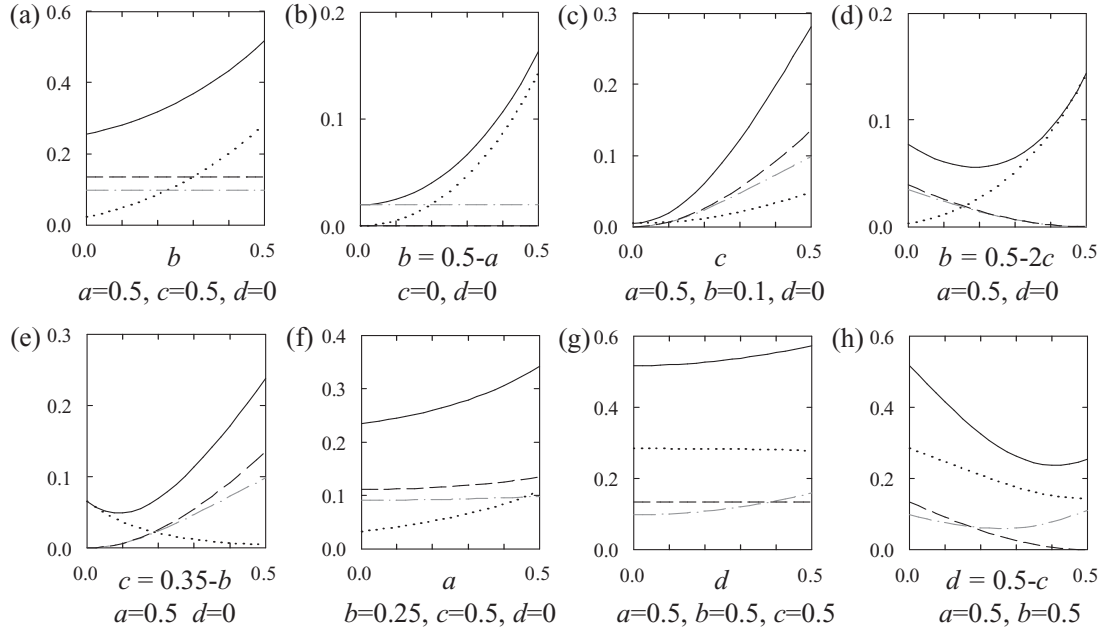 (a)
0.6
0.4
0.2
0.0
0.0
0.5
b
a=0.5, c=0.5, d=0
(b)
0.2
0.1
0.0
0.0
0.5
b = 0.5-a
c=0, d=0
(c)
0.3
0.2
0.1
0.0
0.0
0.5
c
a=0.5, b=0.1, d=0
(d)
0.2
0.1
0.0
0.0
0.5
b = 0.5-2c
a=0.5, d=0
(e)
0.3
0.2
0.1
0.0
0.0
0.5
c = 0.35-b
a=0.5 d=0
(f)
0.4
0.3
0.2
0.1
0.0
0.0
0.5
a
b=0.25, c=0.5, d=0
(g)
0.6
0.4
0.2
0.0
0.0
0.5
d
a=0.5, b=0.5, c=0.5
(h)
0.6
0.4
0.2
0.0
0.0
0.5
d = 0.5-c
a=0.5, b=0.5